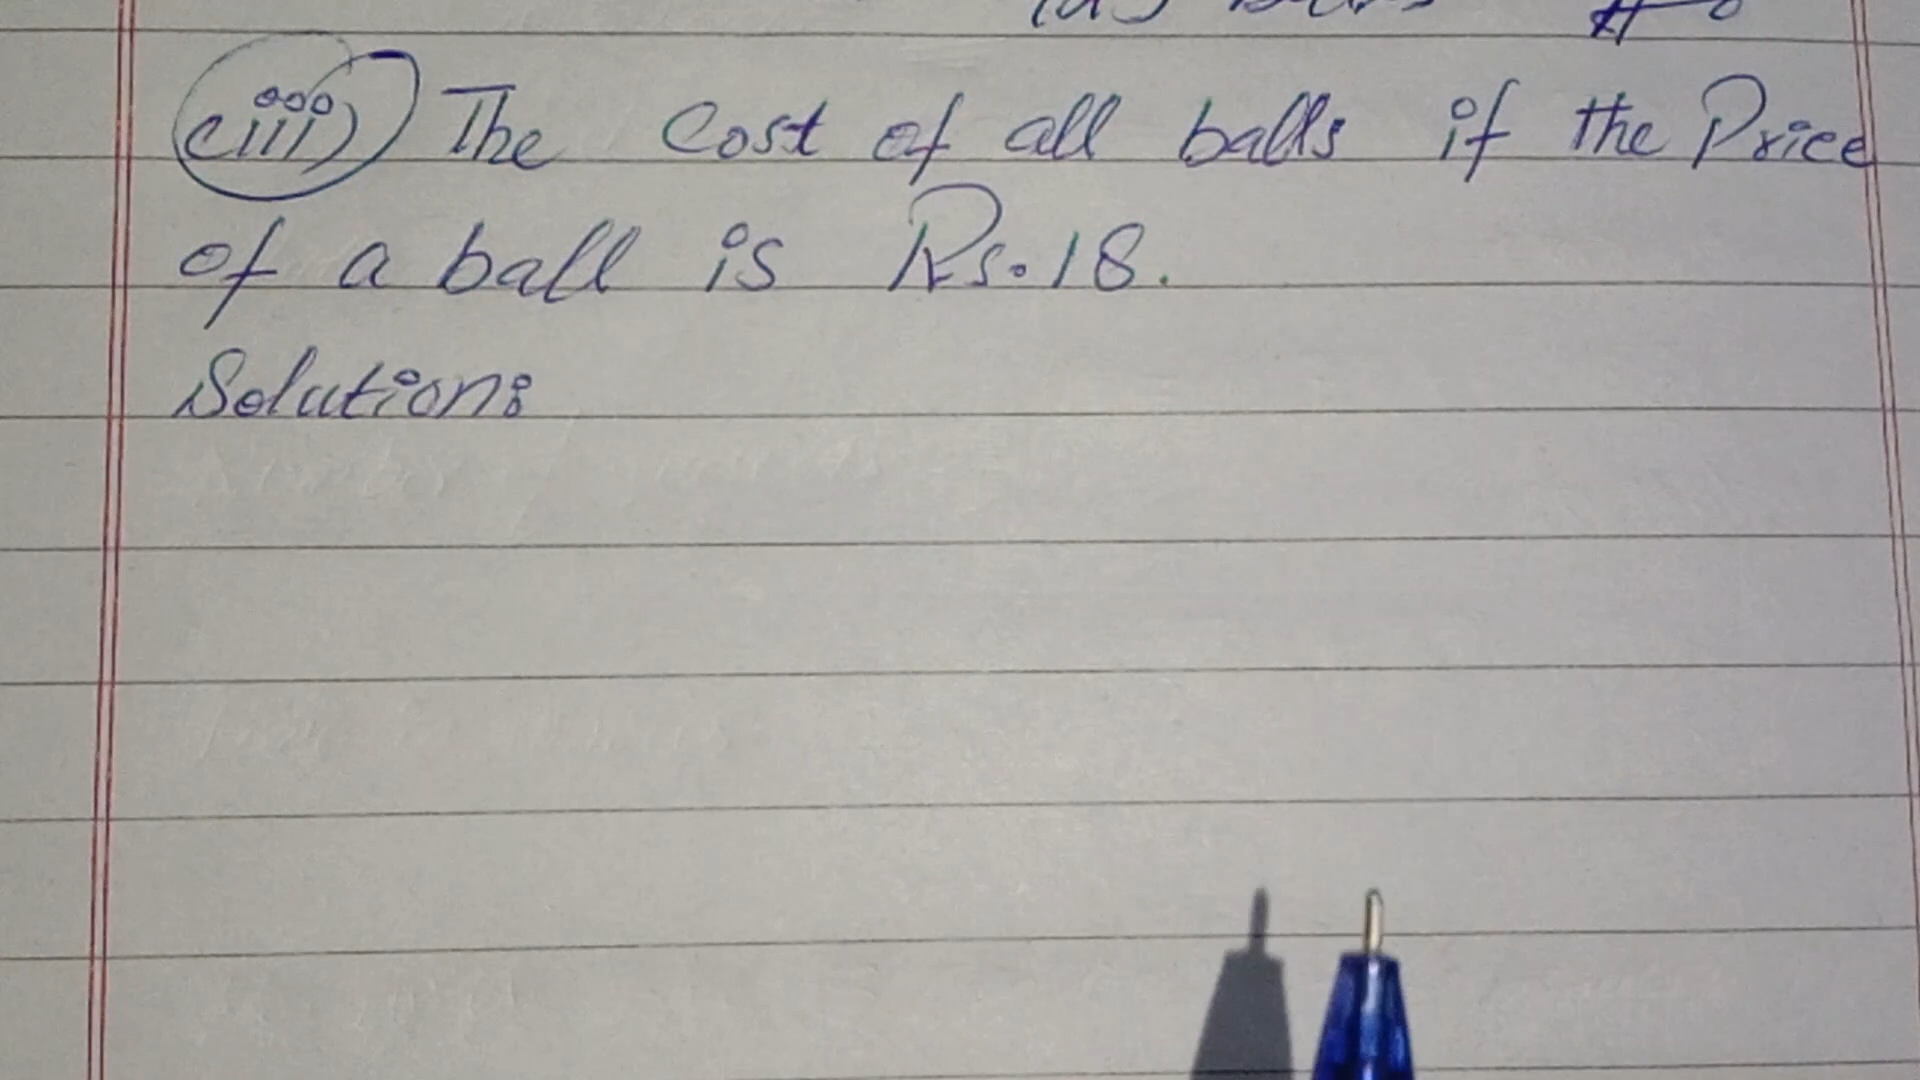 (iii) The cost of all balls if the Price
of a ball is Rs.18.
Solution: